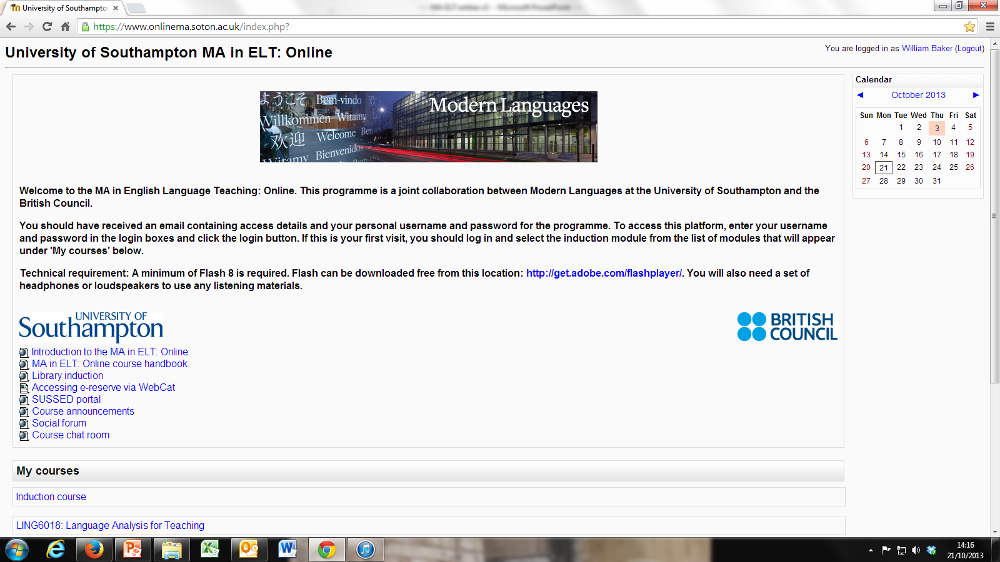 University of Southampto
https://www.onlinema.soton.ac.uk/index.php?
University of Southampton MA in ELT: Online
You are logged in as William Baker (Logout)
ようこそ Bem-vindo
Willkommen Witamy
欢迎 Welcome
Witamy Bienvenidos
Modern Languages
Welcome to the MA in English Language Teaching: Online. This programme is a joint collaboration between Modern Languages at the University of Southampton and the
British Council.
You should have received an email containing access details and your personal username and password for the programme. To access this platform, enter your username
and password in the login boxes and click the login button. If this is your first visit, you should log in and select the induction module from the list of modules that will appear
under 'My courses' below.
Technical requirement: A minimum of Flash 8 is required. Flash can be downloaded free from this location: http://get.adobe.com/flashplayer/. You will also need a set of
headphones or loudspeakers to use any listening materials.
UNIVERSITY OF
Southampton
BRITISH
COUNCIL
Introduction to the MA in ELT: Online
MA in ELT: Online course handbook
Library induction
Accessing e-reserve via WebCat
SUSSED portal
Course announcements
Social forum
Course chat room
My courses
Induction course
LING6018: Language Analysis for Teaching
Calendar
October 2013
Sun Mon Tue Wed Thu Fri Sat
1 2 3 4 5
6 7 8 9 10 11 12
13 14 15 16 17 18 19
20 21 22 23 24 25 26
27 28 29 30 31
14:16
21/10/2013